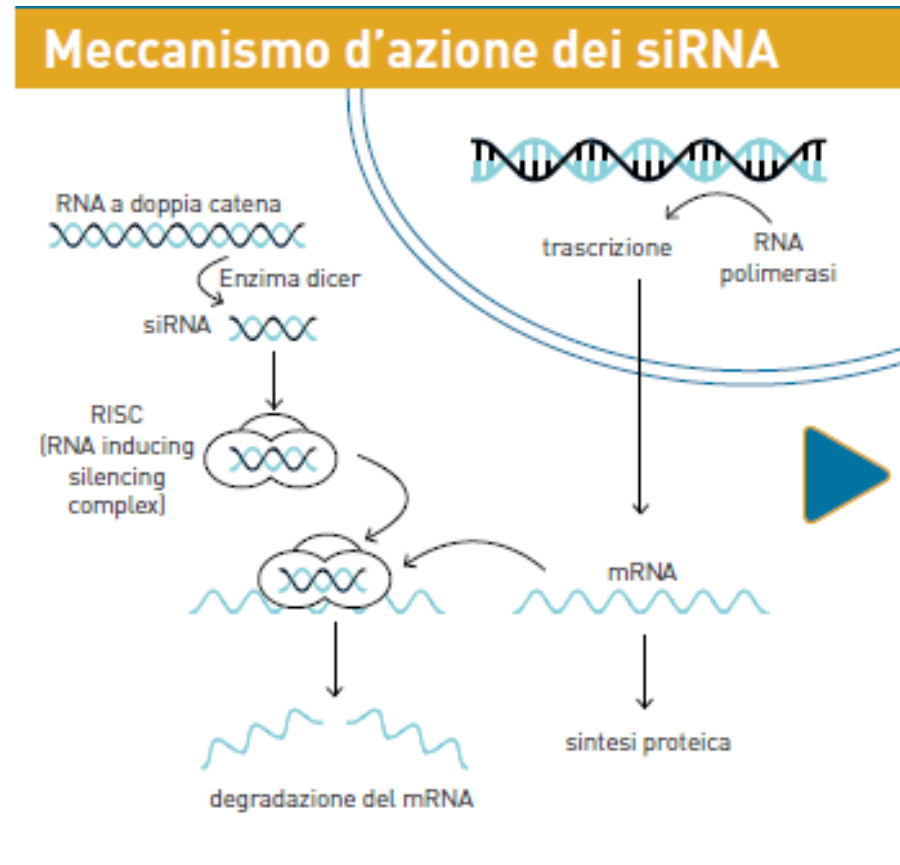 Meccanismo d'azione dei siRNA
RNA a doppia catena
Enzima dicer
siRNA
RISC
(RNA inducing
silencing
complex)
trascrizione
RNA
polimerasi
mRNA
sintesi proteica
degradazione del mRNA